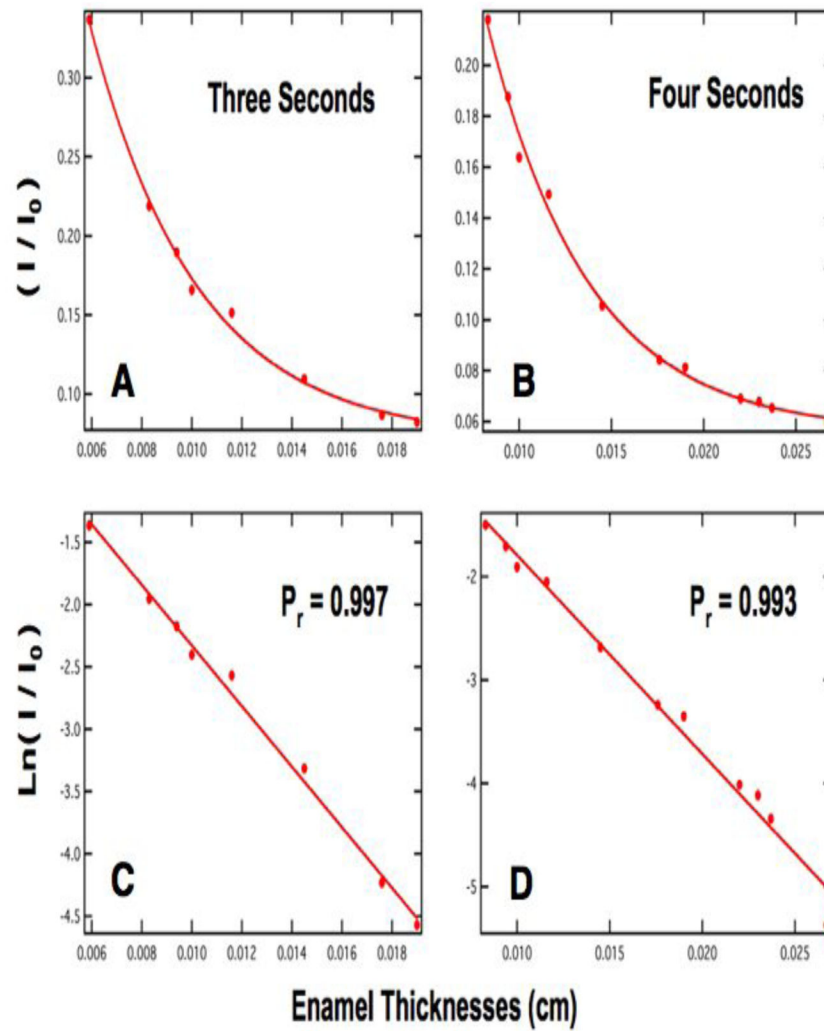 Three Seconds
Four Seconds
( I / I₀ )
0.30
0.25
0.20
0.15
0.10
A
0.006 0.008 0.010 0.012 0.014 0.016 0.018
0.20
0.18
0.16
0.14
0.12
0.10
0.08
0.06
B
0.010 0.015 0.020 0.025
Ln( I / I₀ )
-1.5
-2.0
-2.5
-3.0
-3.5
-4.0
-4.5
Pᵣ = 0.997
C
0.006 0.008 0.010 0.012 0.014 0.016 0.018
-2
-3
-4
-5
Pᵣ = 0.993
D
0.010 0.015 0.020 0.025
Enamel Thicknesses (cm)